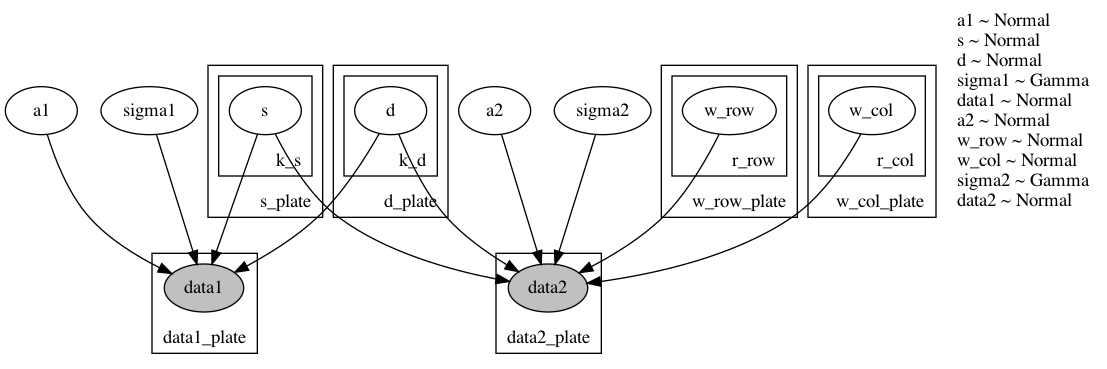 a1 ~ Normal
s ~ Normal
d ~ Normal
sigma1 ~ Gamma
data1 ~ Normal
a2 ~ Normal
w_row ~ Normal
w_col ~ Normal
sigma2 ~ Gamma
data2 ~ Normal
a1
sigma1
s
d
a2
sigma2
w_row
w_col
k_s
k_d
r_row
r_col
s_plate
d_plate
w_row_plate
w_col_plate
data1
data2
data1_plate
data2_plate